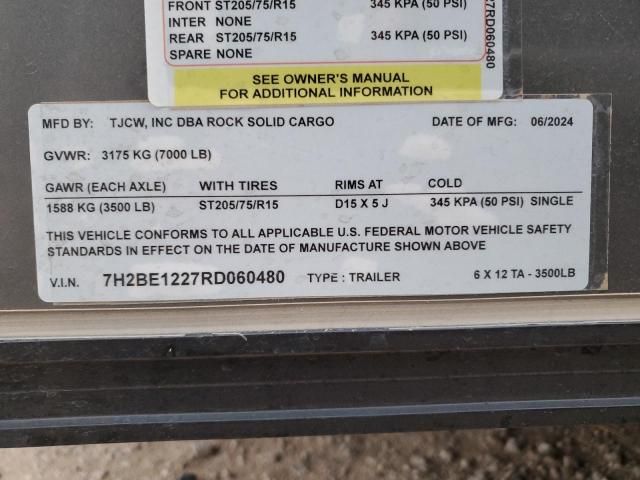 FRONT ST205/75/R15 345 KPA (50 PSI)
INTER NONE
REAR ST205/75/R15 345 KPA (50 PSI)
SPARE NONE
27RD060480
SEE OWNER'S MANUAL
FOR ADDITIONAL INFORMATION
MFD BY: TJCW, INC DBA ROCK SOLID CARGO DATE OF MFG: 06/2024
GVWR: 3175 KG (7000 LB)
GAWR (EACH AXLE) WITH TIRES RIMS AT COLD
1588 KG (3500 LB) ST205/75/R15 D15 X 5 J 345 KPA (50 PSI) SINGLE
THIS VEHICLE CONFORMS TO ALL APPLICABLE U.S. FEDERAL MOTOR VEHICLE SAFETY
STANDARDS IN EFFECT ON THE DATE OF MANUFACTURE SHOWN ABOVE
V.I.N. 7H2BE1227RD060480 TYPE: TRAILER 6 X 12 TA - 3500LB